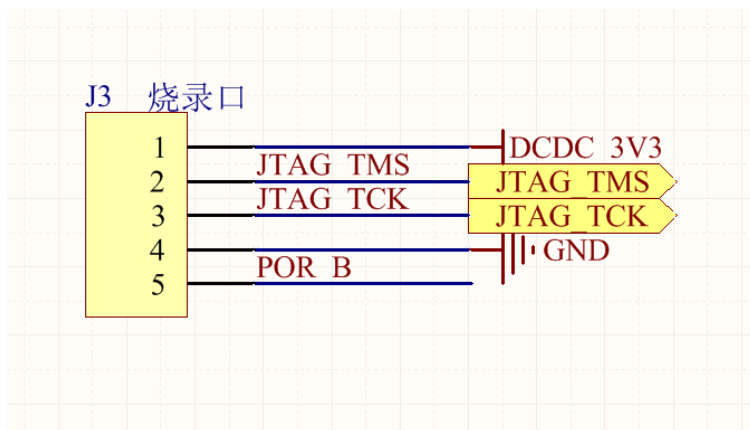 J3 烧录口
1 DCDC_3V3
JTAG_TMS
2 JTAG_TMS
JTAG_TCK
3 JTAG_TCK
4 GND
POR_B
5